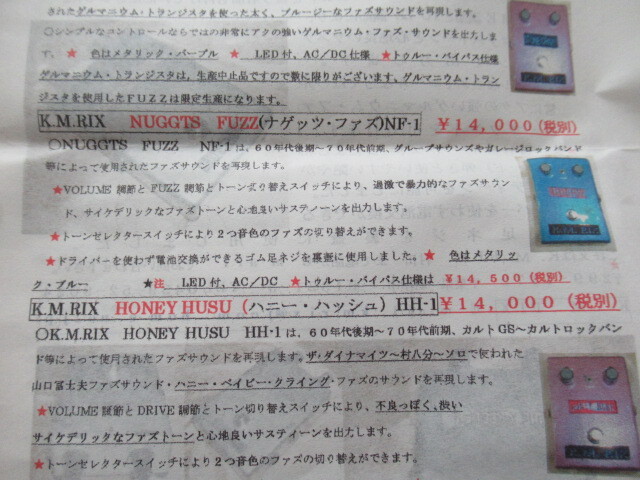 されたゲルマニウム・トランジスタを使った太く、ブルージーなファズサウンドを再現します。
〇シンプルなコントロールならではの非常にアクの強いゲルマニウム・ファズ・サウンドを出力しま
す。★ 色はメタリック・パープル ★ LED付、AC/DC仕様 ★トゥルー・バイパス仕様
ゲルマニウム・トランジスタは、生産中止品ですので数に限りがございます、ゲルマニウム・トラン
ジスタを使用したFUZZは限定生産になります。
K.M.RIX NUGGTS FUZZ(ナゲッツ・ファズ)NF-1 ￥14,000(税別)
〇NUGGTS FUZZ NF-1は、60年代後期～70年代前期、グループサウンズやガレージロックバンド
等によって使用されたファズサウンドを再現します。
★VOLUME調節とFUZZ調節とトーン切り替えスイッチにより、過激で暴力的なファズサウン
ド、サイケデリックなファズトーンと心地良いサスティーンを出力します。
★トーンセレクタースイッチにより2つ音色のファズの切り替えができます。
★ドライバーを使わず電池交換ができるゴム足ネジを裏蓋に使用しました。★ 色はメタリッ
ク・ブルー ★注 LED付、AC/DC ★トゥルー・バイパス仕様は ￥14,500(税別)
K.M.RIX HONEY HUSU (ハニー・ハッシュ) HH-1 ￥14,000(税別)
〇K.M.RIX HONEY HUSU HH-1は、60年代後期～70年代前期、カルトGS～カルトロックバン
ド等によって使用されたファズサウンドを再現します。ザ・ダイナマイツ～村八分～ソロで使われた
山口冨士夫ファズサウンド・ハニー・ベイビー・クライング・ファズのサウンドを再現します。
★VOLUME調節とDRIVE調節とトーン切り替えスイッチにより、不良っぽく、渋い
サイケデリックなファズトーンと心地良いサスティーンを出力します。
★トーンセレクタースイッチにより2つ音色のファズの切り替えができます。